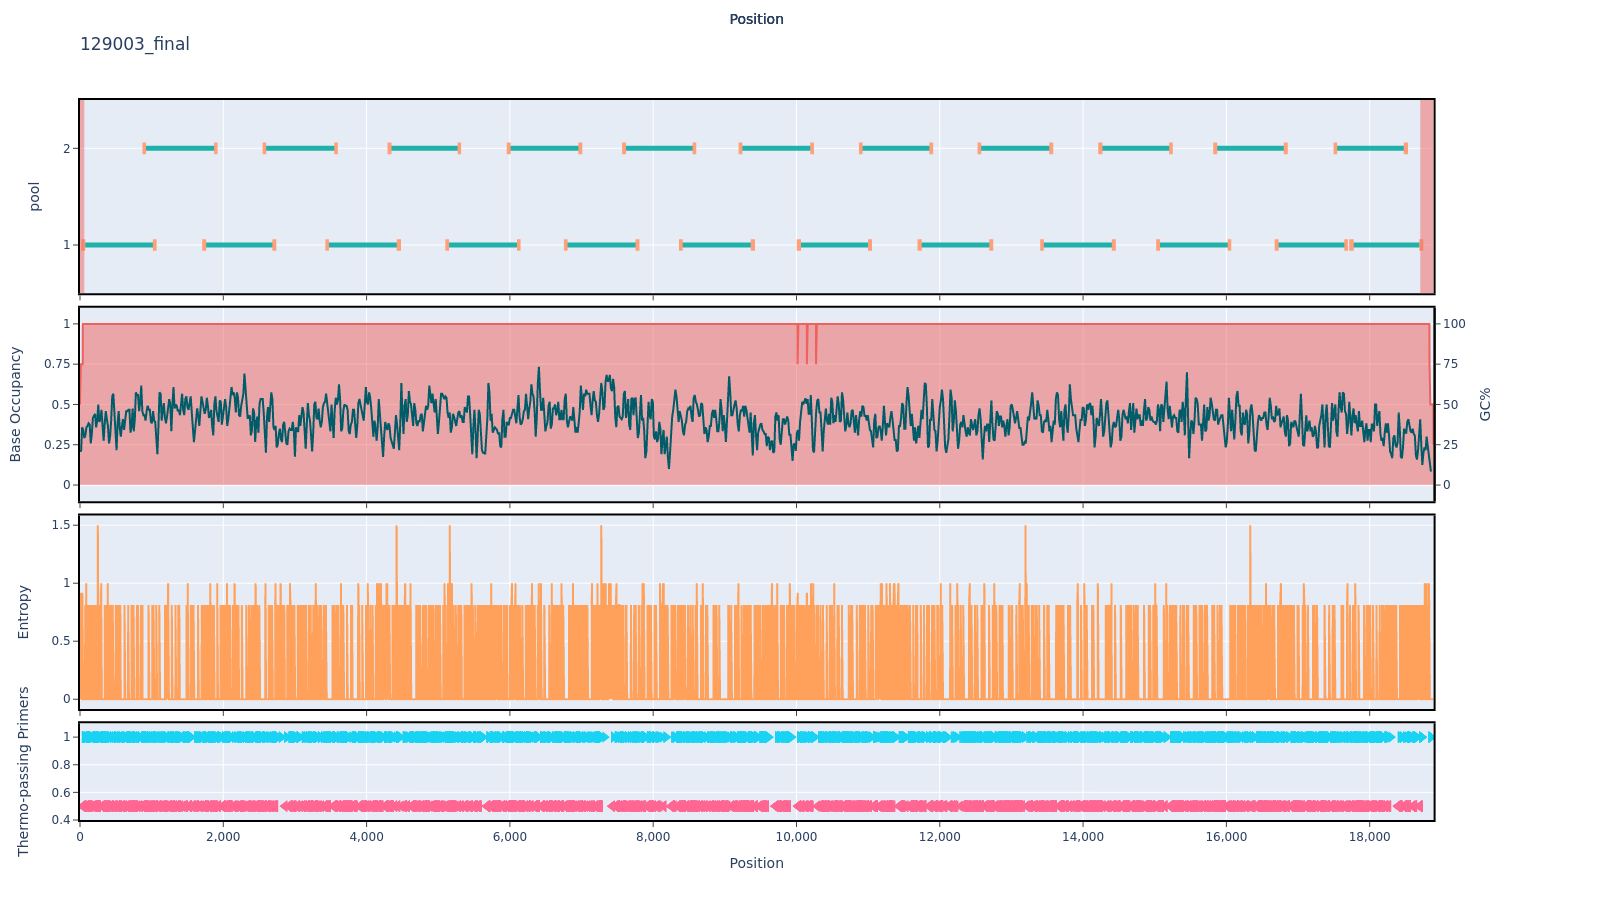 Position
129003_final
pool
2
1
Base Occupancy
1
0.75
0.5
0.25
0
100
75
50
25
0
GC%
Entropy
1.5
1
0.5
0
Thermo-passing Primers
1
0.8
0.6
0.4
0 2,000 4,000 6,000 8,000 10,000 12,000 14,000 16,000 18,000
Position